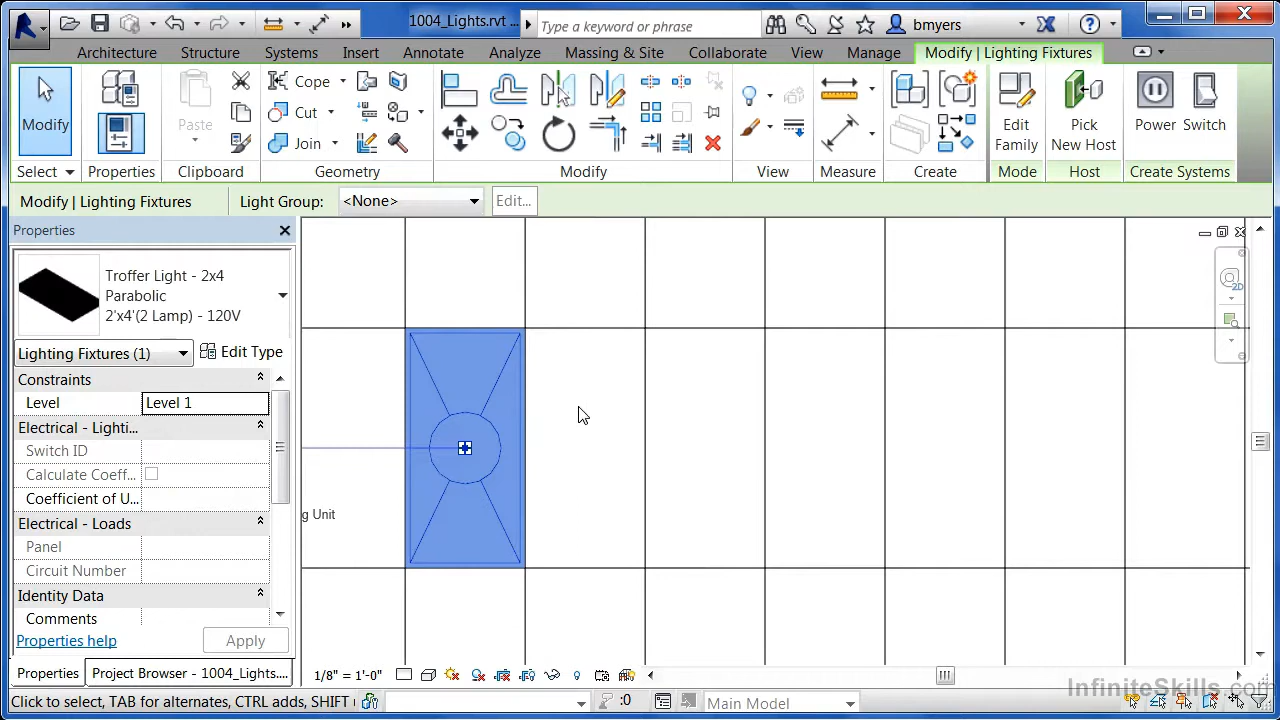 1004_Lights.rvt ...
Type a keyword or phrase
bmyers
Architecture Structure Systems Insert Annotate Analyze Massing & Site Collaborate View Manage Modify | Lighting Fixtures
Modify
Paste
Cope
Cut
Join
Edit Family
Pick New Host
Power Switch
Select Properties Clipboard Geometry Modify View Measure Create Mode Host Create Systems
Modify | Lighting Fixtures Light Group: <None> Edit...
Properties
Troffer Light - 2x4
Parabolic
2'x4'(2 Lamp) - 120V
Lighting Fixtures (1) Edit Type
Constraints
Level Level 1
Electrical - Lighti...
Switch ID
Calculate Coeff...
Coefficient of U...
Electrical - Loads
Panel
Circuit Number
Identity Data
Comments
Properties help Apply
Properties Project Browser - 1004_Lights....
g Unit
2D
1/8" = 1'-0"
Click to select, TAB for alternates, CTRL adds, SHIFT u
:0
Main Model
InfiniteSkills.com